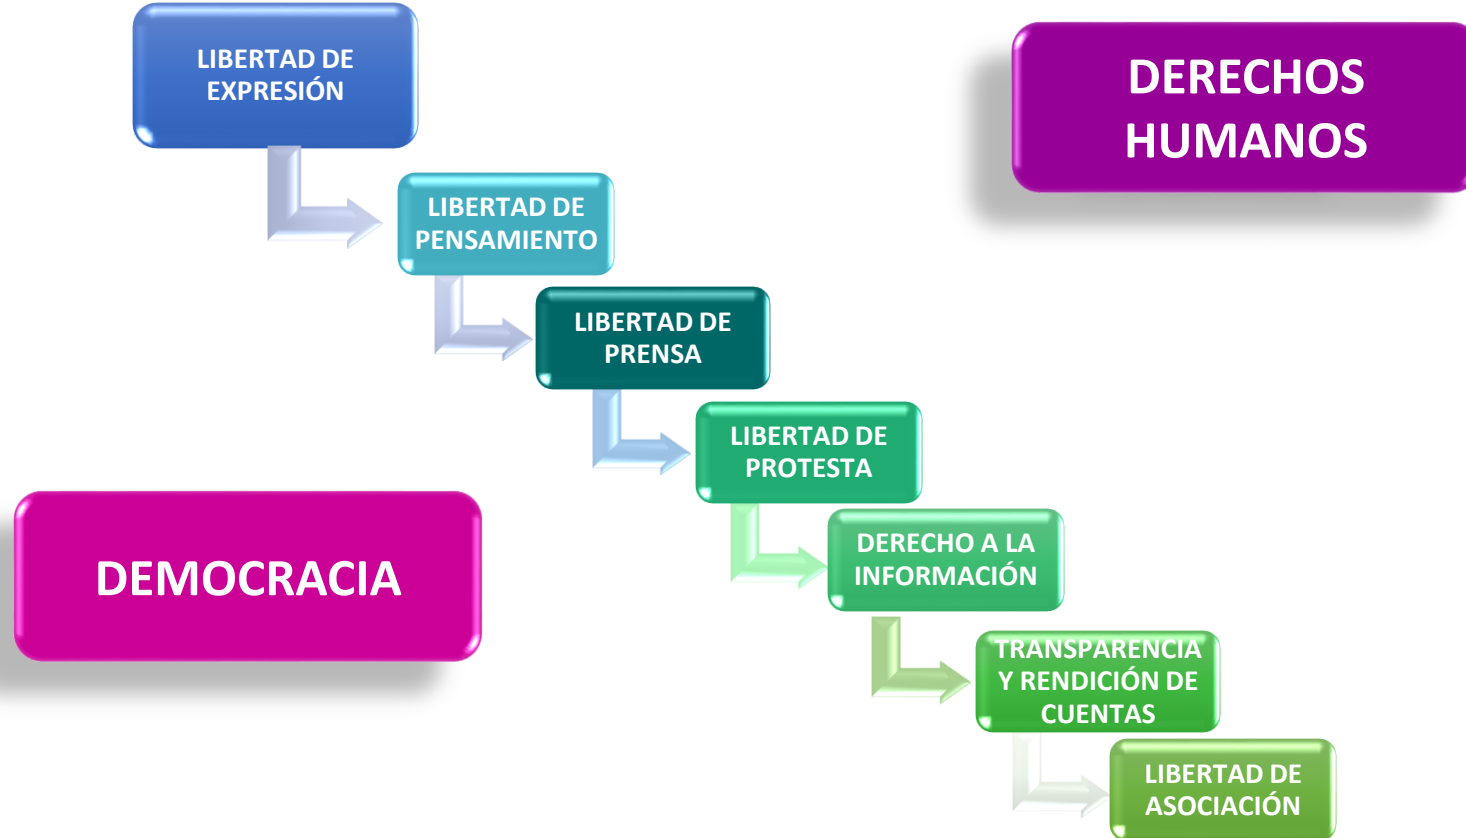 LIBERTAD DE
EXPRESIÓN
DERECHOS
HUMANOS
LIBERTAD DE
PENSAMIENTO
LIBERTAD DE
PRENSA
LIBERTAD DE
PROTESTA
DEMOCRACIA
DERECHO A LA
INFORMACIÓN
TRANSPARENCIA
Y RENDICIÓN DE
CUENTAS
LIBERTAD DE
ASOCIACIÓN